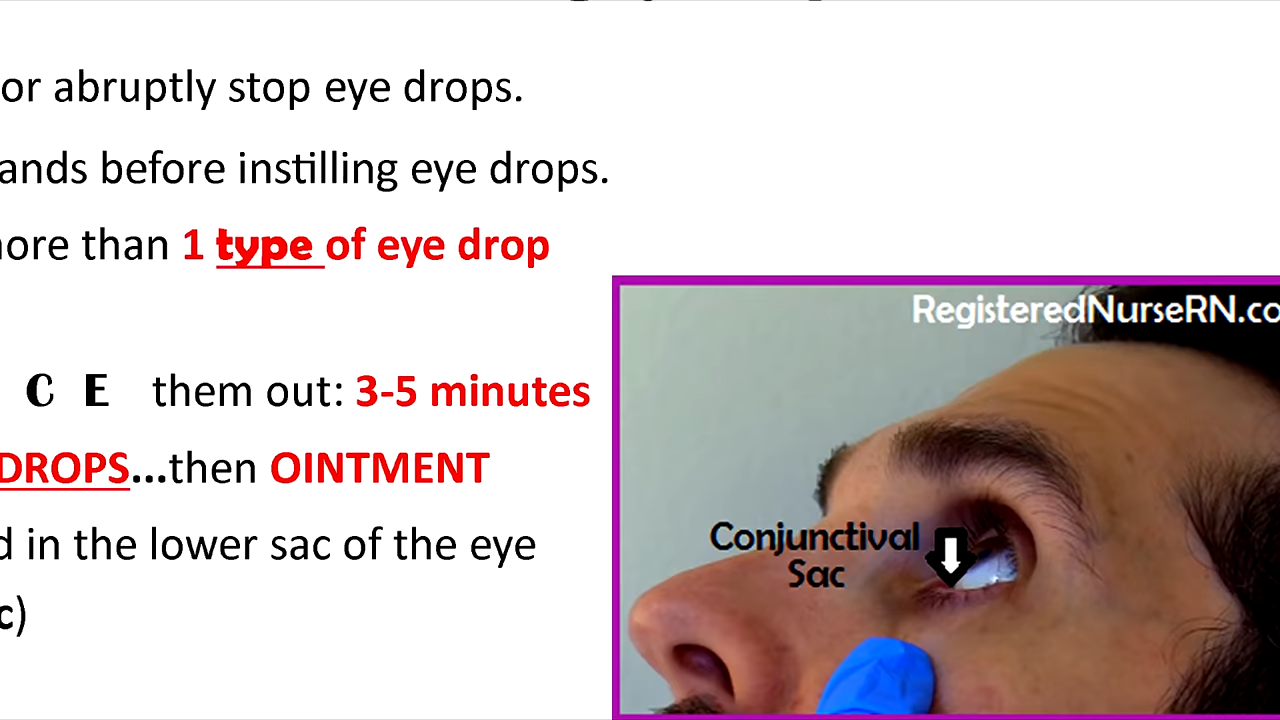 or abruptly stop eye drops.
ands before instilling eye drops.
ore than 1 type of eye drop
C E them out: 3-5 minutes
DROPS...then OINTMENT
d in the lower sac of the eye
c)
RegisteredNurseRN.co
Conjunctival
Sac